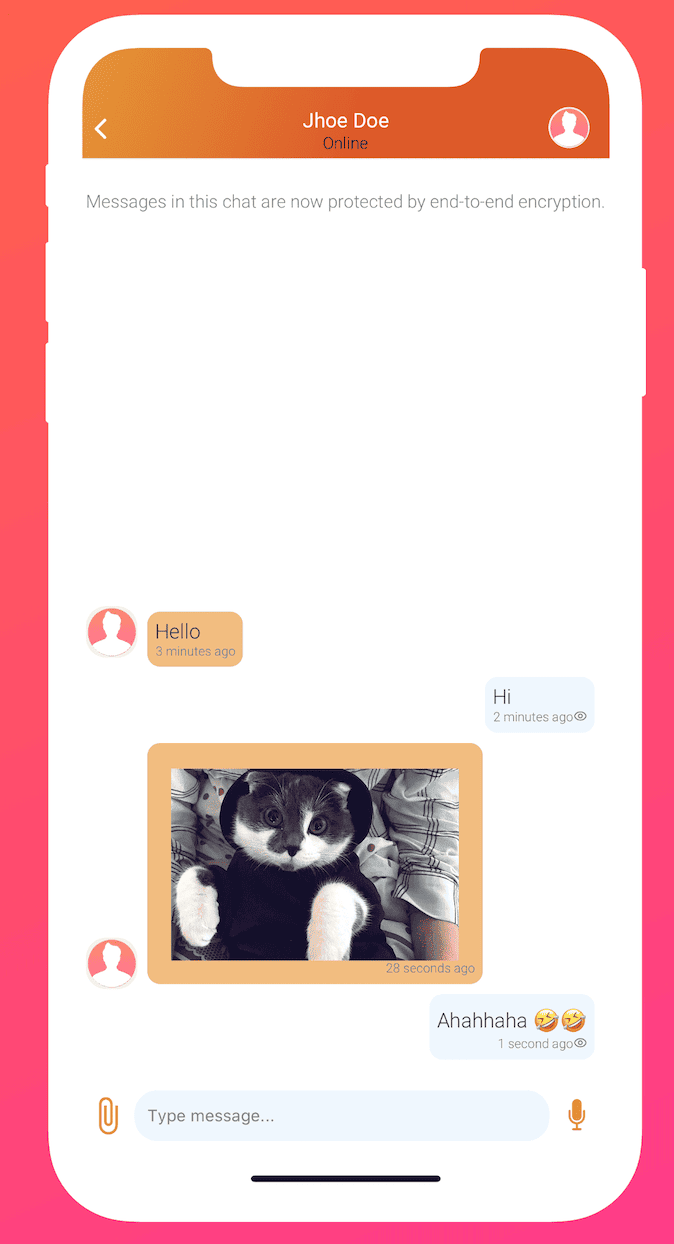 Jhoe Doe
Online
Messages in this chat are now protected by end-to-end encryption.
Hello
3 minutes ago
Hi
2 minutes ago
28 seconds ago
Ahahhaha 🤣🤣
1 second ago
Type message...